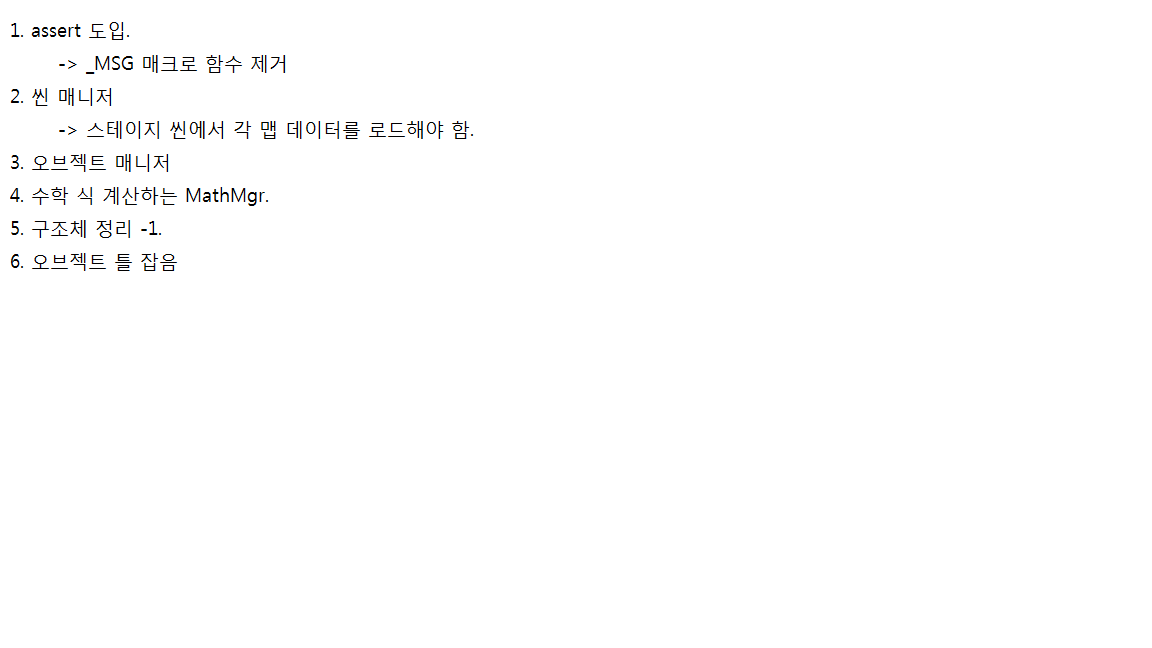 1. assert 도입.
-> _MSG 매크로 함수 제거
2. 씬 매니저
-> 스테이지 씬에서 각 맵 데이터를 로드해야 함.
3. 오브젝트 매니저
4. 수학 식 계산하는 MathMgr.
5. 구조체 정리 -1.
6. 오브젝트 틀 잡음